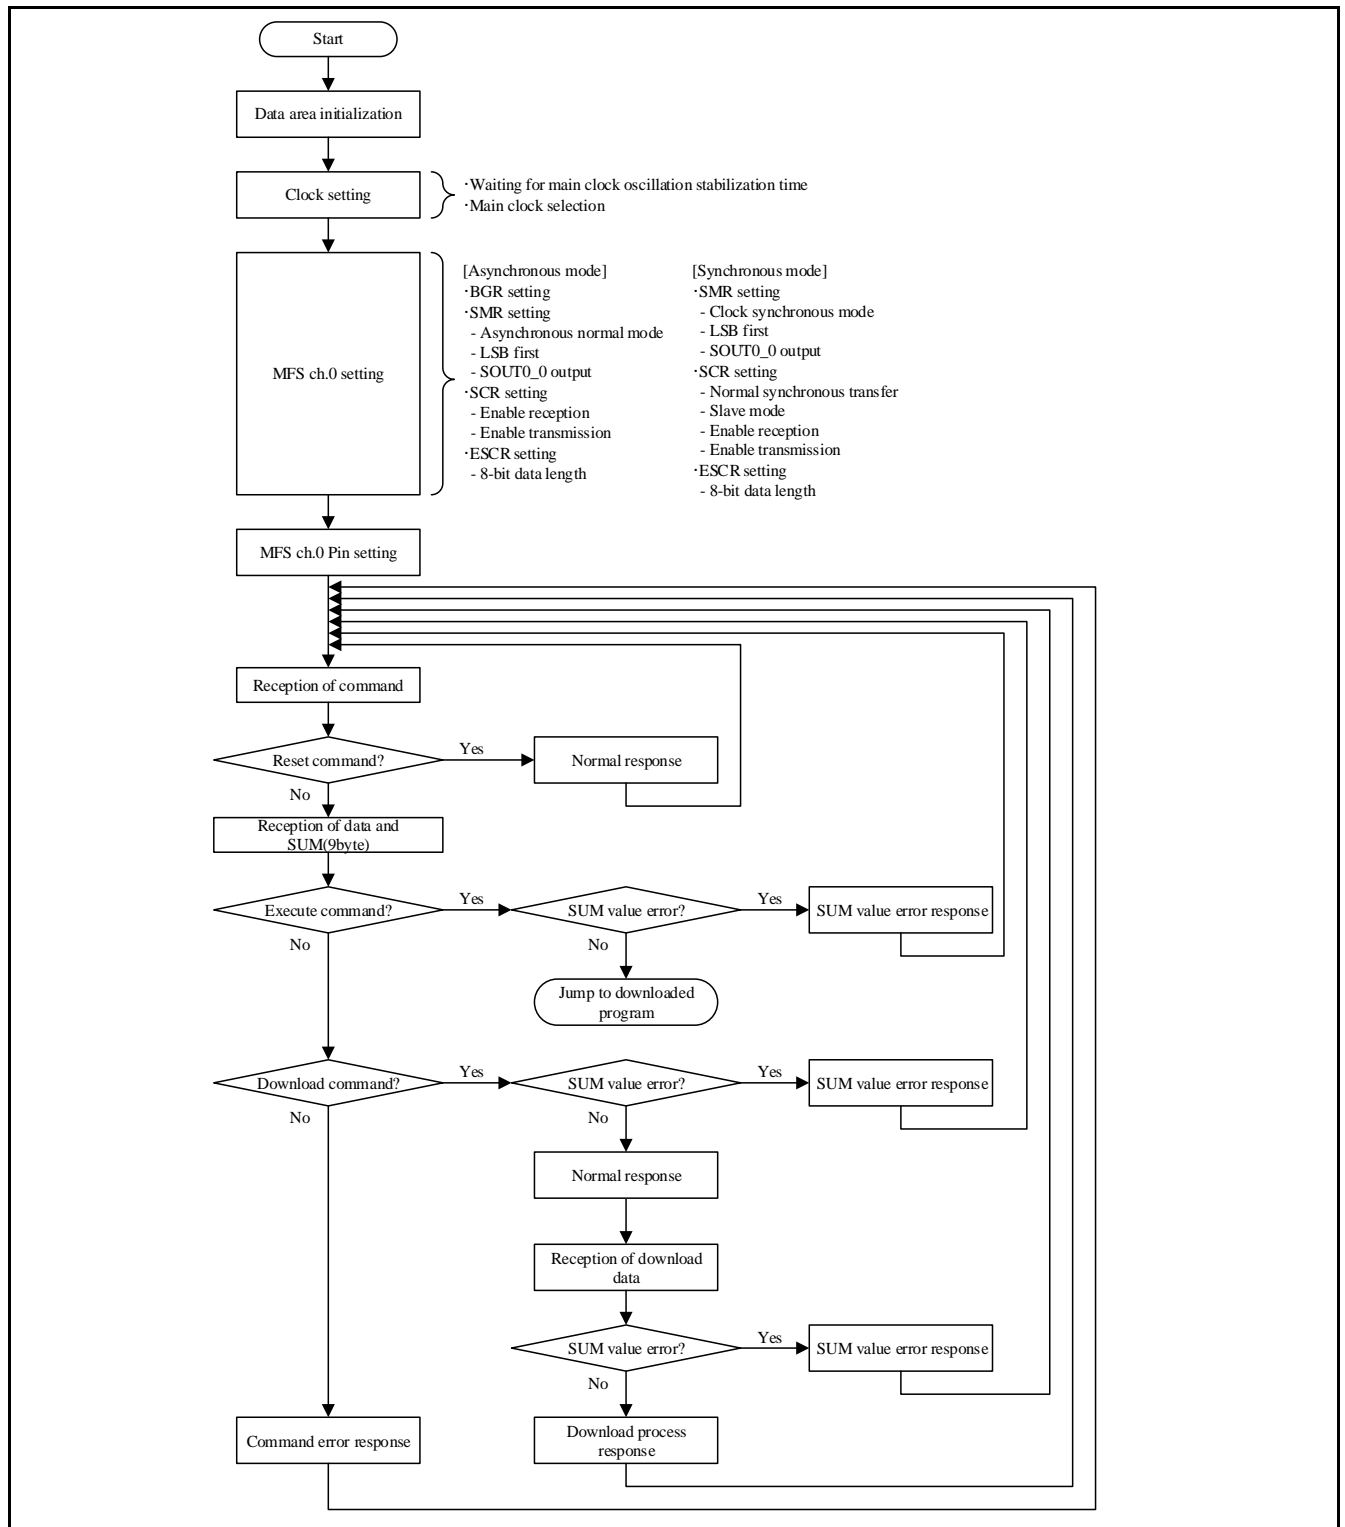 Start
Data area initialization
Clock setting
·Waiting for main clock oscillation stabilization time
·Main clock selection
MFS ch.0 setting
[Asynchronous mode]
·BGR setting
·SMR setting
- Asynchronous normal mode
- LSB first
- SOUT0_0 output
·SCR setting
- Enable reception
- Enable transmission
·ESCR setting
- 8-bit data length
[Synchronous mode]
·SMR setting
- Clock synchronous mode
- LSB first
- SOUT0_0 output
·SCR setting
- Normal synchronous transfer
- Slave mode
- Enable reception
- Enable transmission
·ESCR setting
- 8-bit data length
MFS ch.0 Pin setting
Reception of command
Reset command?
Yes
Normal response
No
Reception of data and
SUM(9byte)
Execute command?
Yes
SUM value error?
Yes
SUM value error response
No
No
Jump to downloaded
program
Download command?
Yes
SUM value error?
Yes
SUM value error response
No
No
Normal response
Reception of download
data
SUM value error?
Yes
SUM value error response
No
Command error response
Download process
response